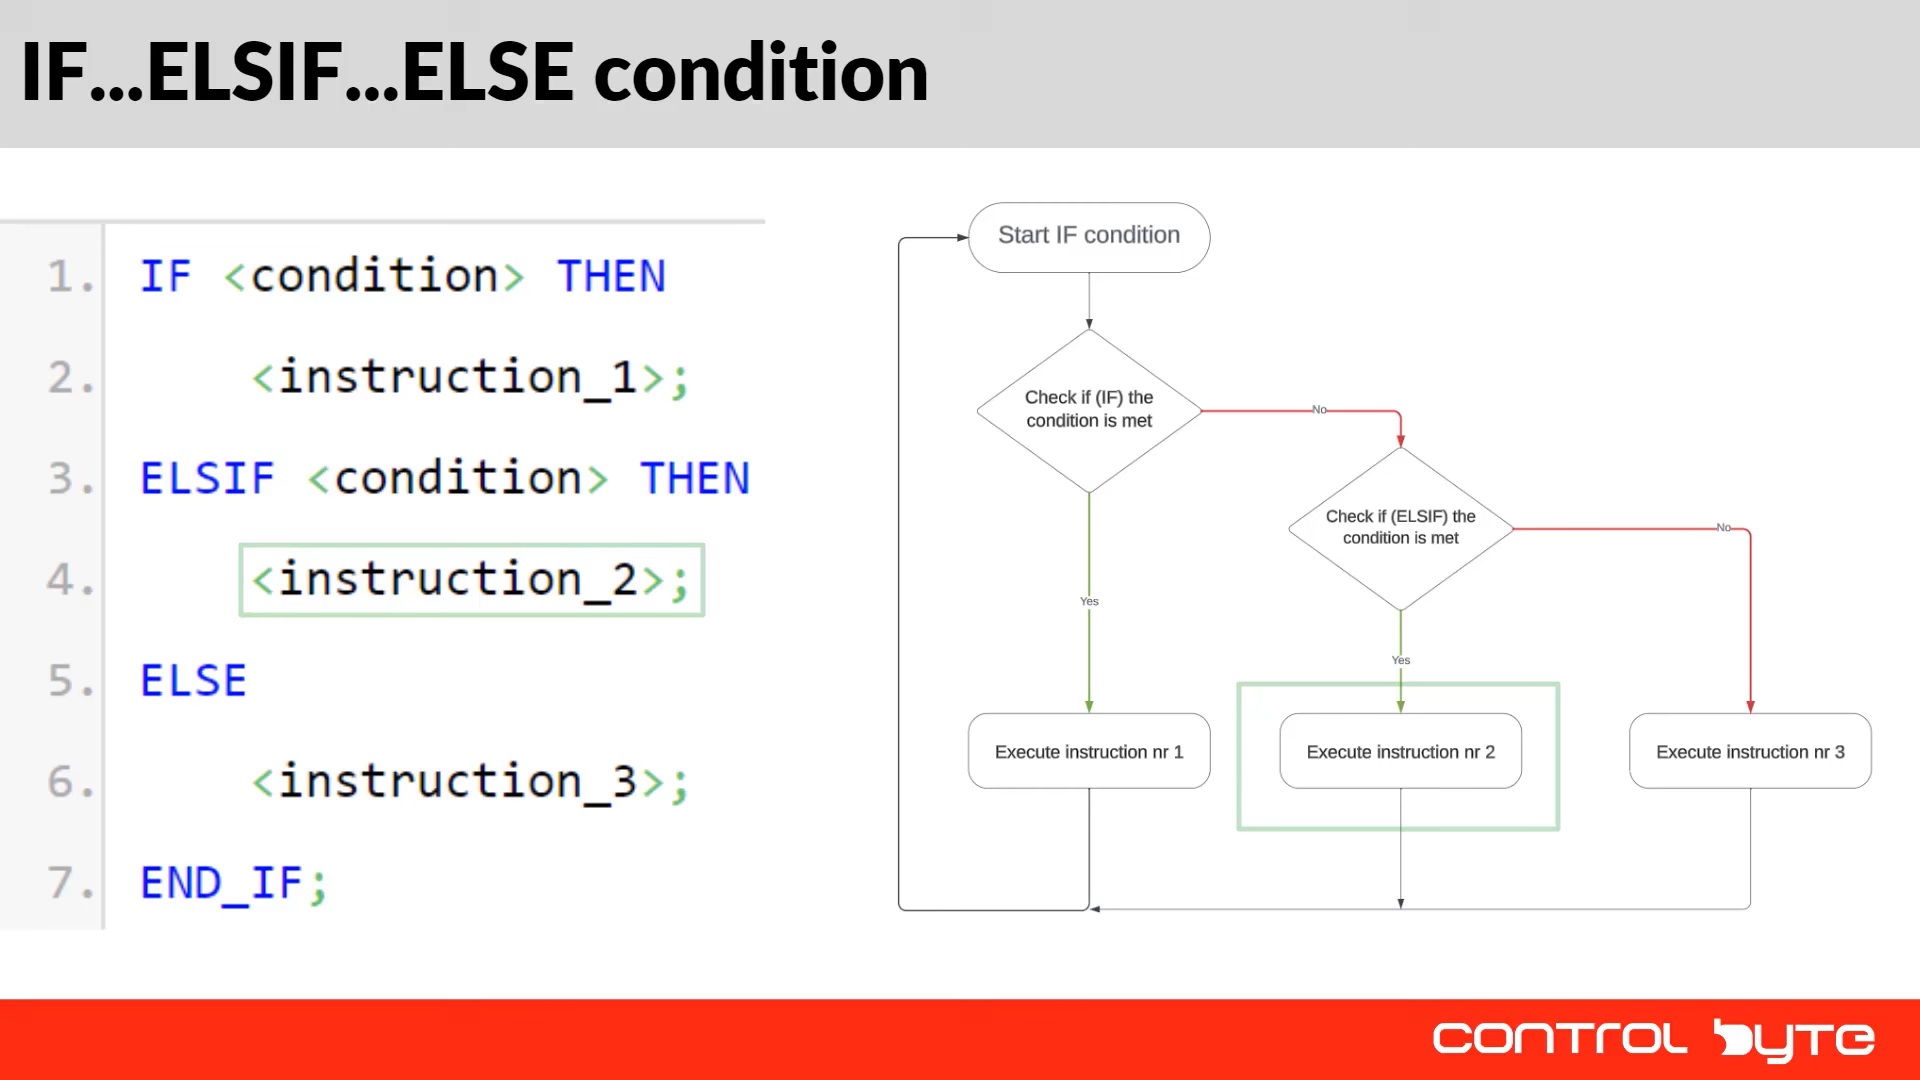 IF...ELSIF...ELSE condition
1. IF <condition> THEN
2. <instruction_1>;
3. ELSIF <condition> THEN
4. <instruction_2>;
5. ELSE
6. <instruction_3>;
7. END_IF;
Start IF condition
Check if (IF) the
condition is met
No
Check if (ELSIF) the
condition is met
No
Yes
Yes
Execute instruction nr 1
Execute instruction nr 2
Execute instruction nr 3
CONTROL BYTE